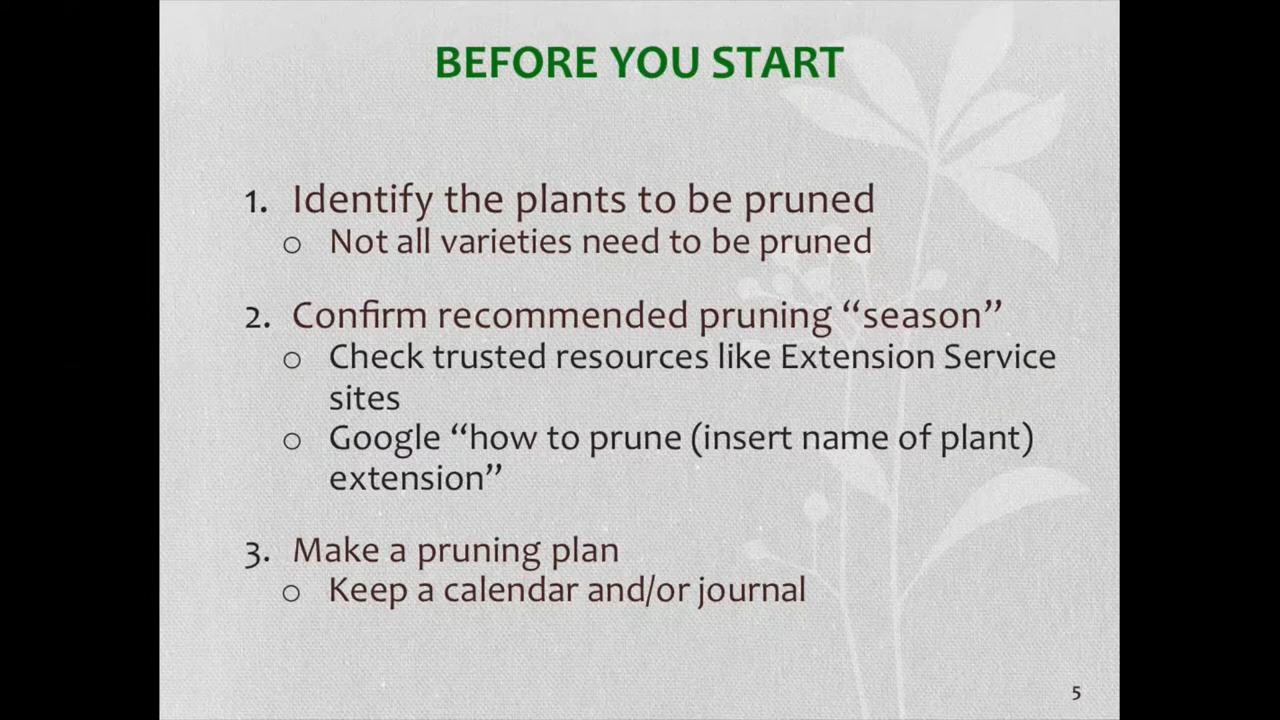 BEFORE YOU START
1. Identify the plants to be pruned
o Not all varieties need to be pruned
2. Confirm recommended pruning “season”
o Check trusted resources like Extension Service
sites
o Google “how to prune (insert name of plant)
extension”
3. Make a pruning plan
o Keep a calendar and/or journal
5